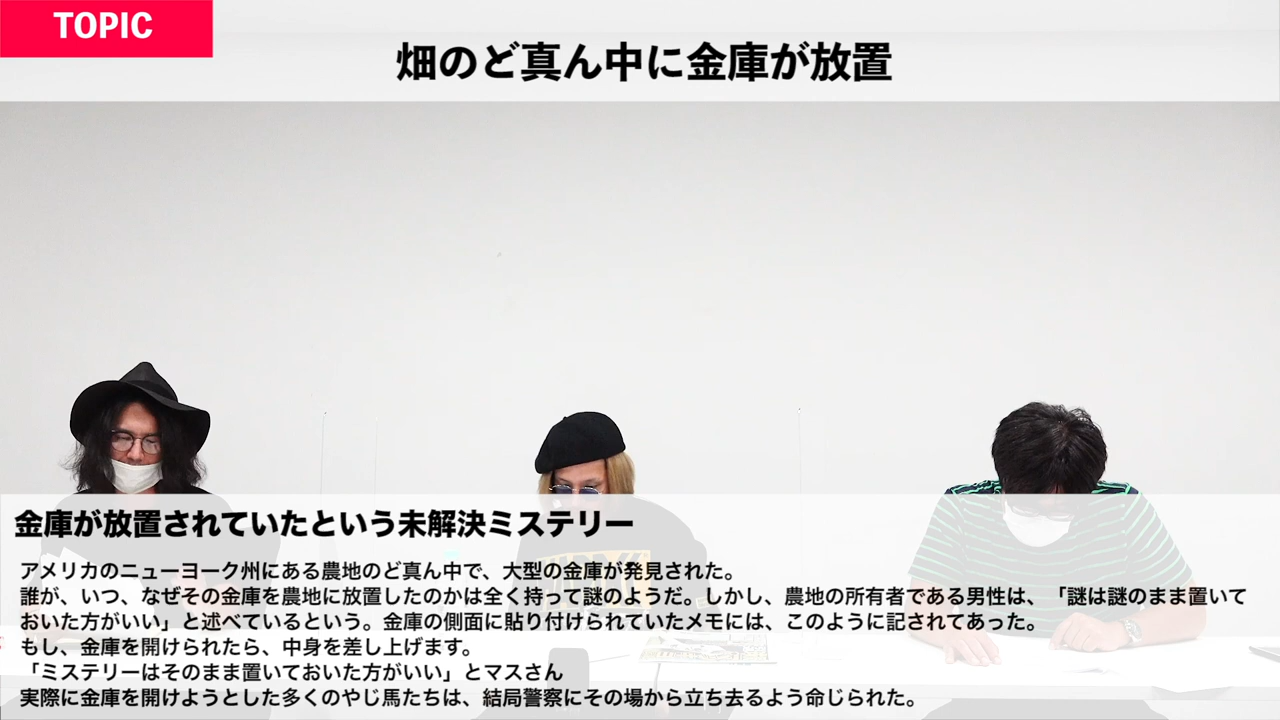 TOPIC
畑のど真ん中に金庫が放置
金庫が放置されていたという未解決ミステリー
アメリカのニューヨーク州にある農地のど真ん中で、大型の金庫が発見された。
誰が、いつ、なぜその金庫を農地に放置したのかは全く持って謎のようだ。しかし、農地の所有者である男性は、「謎は謎のまま置いて
おいた方がいい」と述べているという。金庫の側面に貼り付けられていたメモには、このように記されてあった。
もし、金庫を開けられたら、中身を差し上げます。
「ミステリーはそのまま置いておいた方がいい」とマスさん
実際に金庫を開けようとした多くのやじ馬たちは、結局警察にその場から立ち去るよう命じられた。